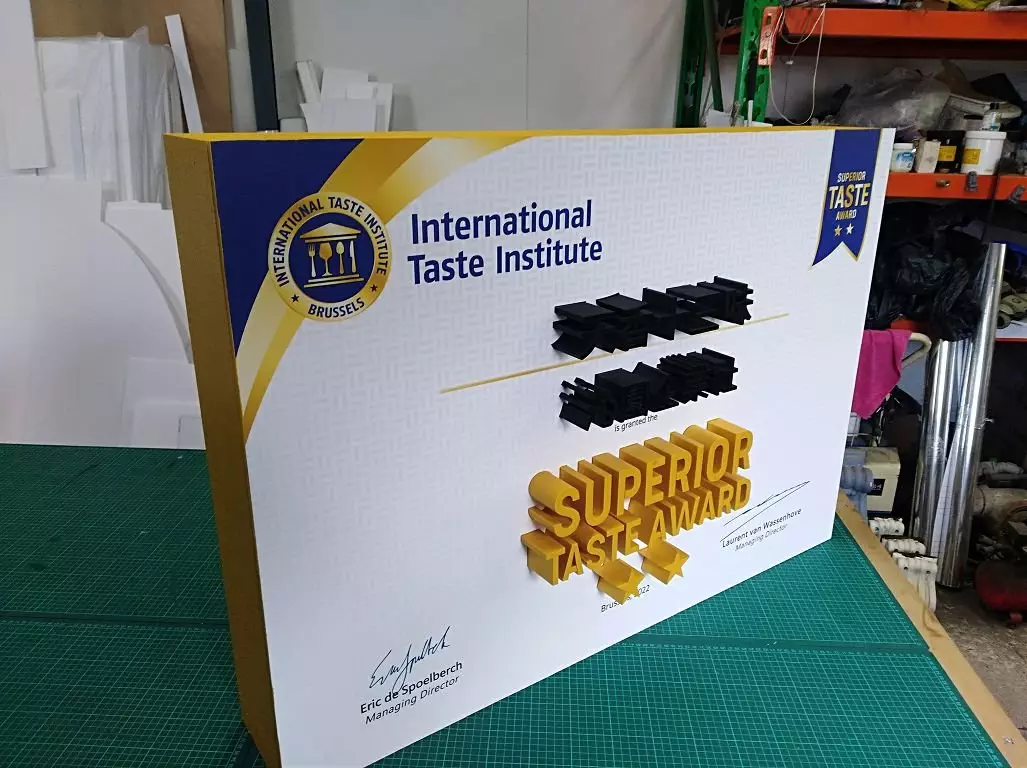 INTERNATIONAL TASTE INSTITUTE
BRUSSELS
International
Taste Institute
SUPERIOR
TASTE
AWARD
is granted the
SUPERIOR
TASTE AWARD
Laurent van Wassenhove
Managing Director
2022
Eric de Spoelberch
Managing Director